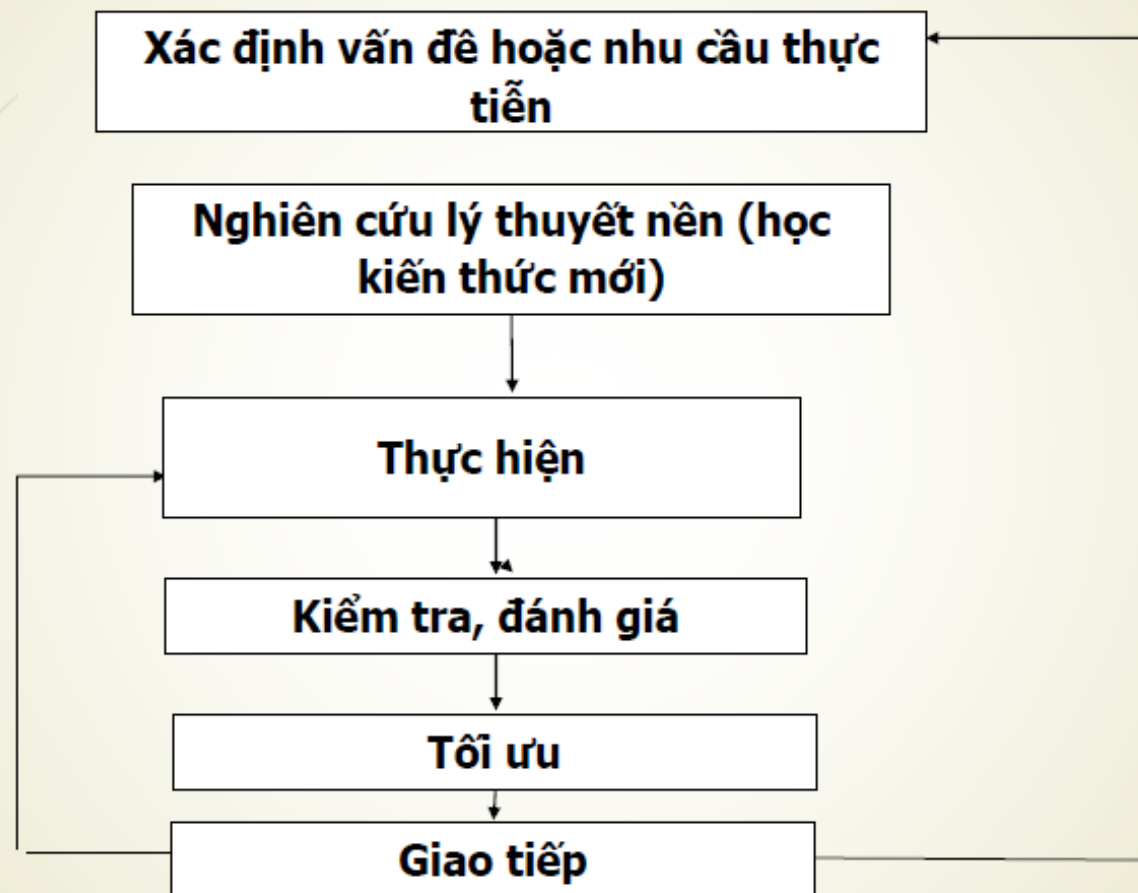 Xác định vấn đề hoặc nhu cầu thực
tiễn
Nghiên cứu lý thuyết nền (học
kiến thức mới)
Thực hiện
Kiểm tra, đánh giá
Tối ưu
Giao tiếp